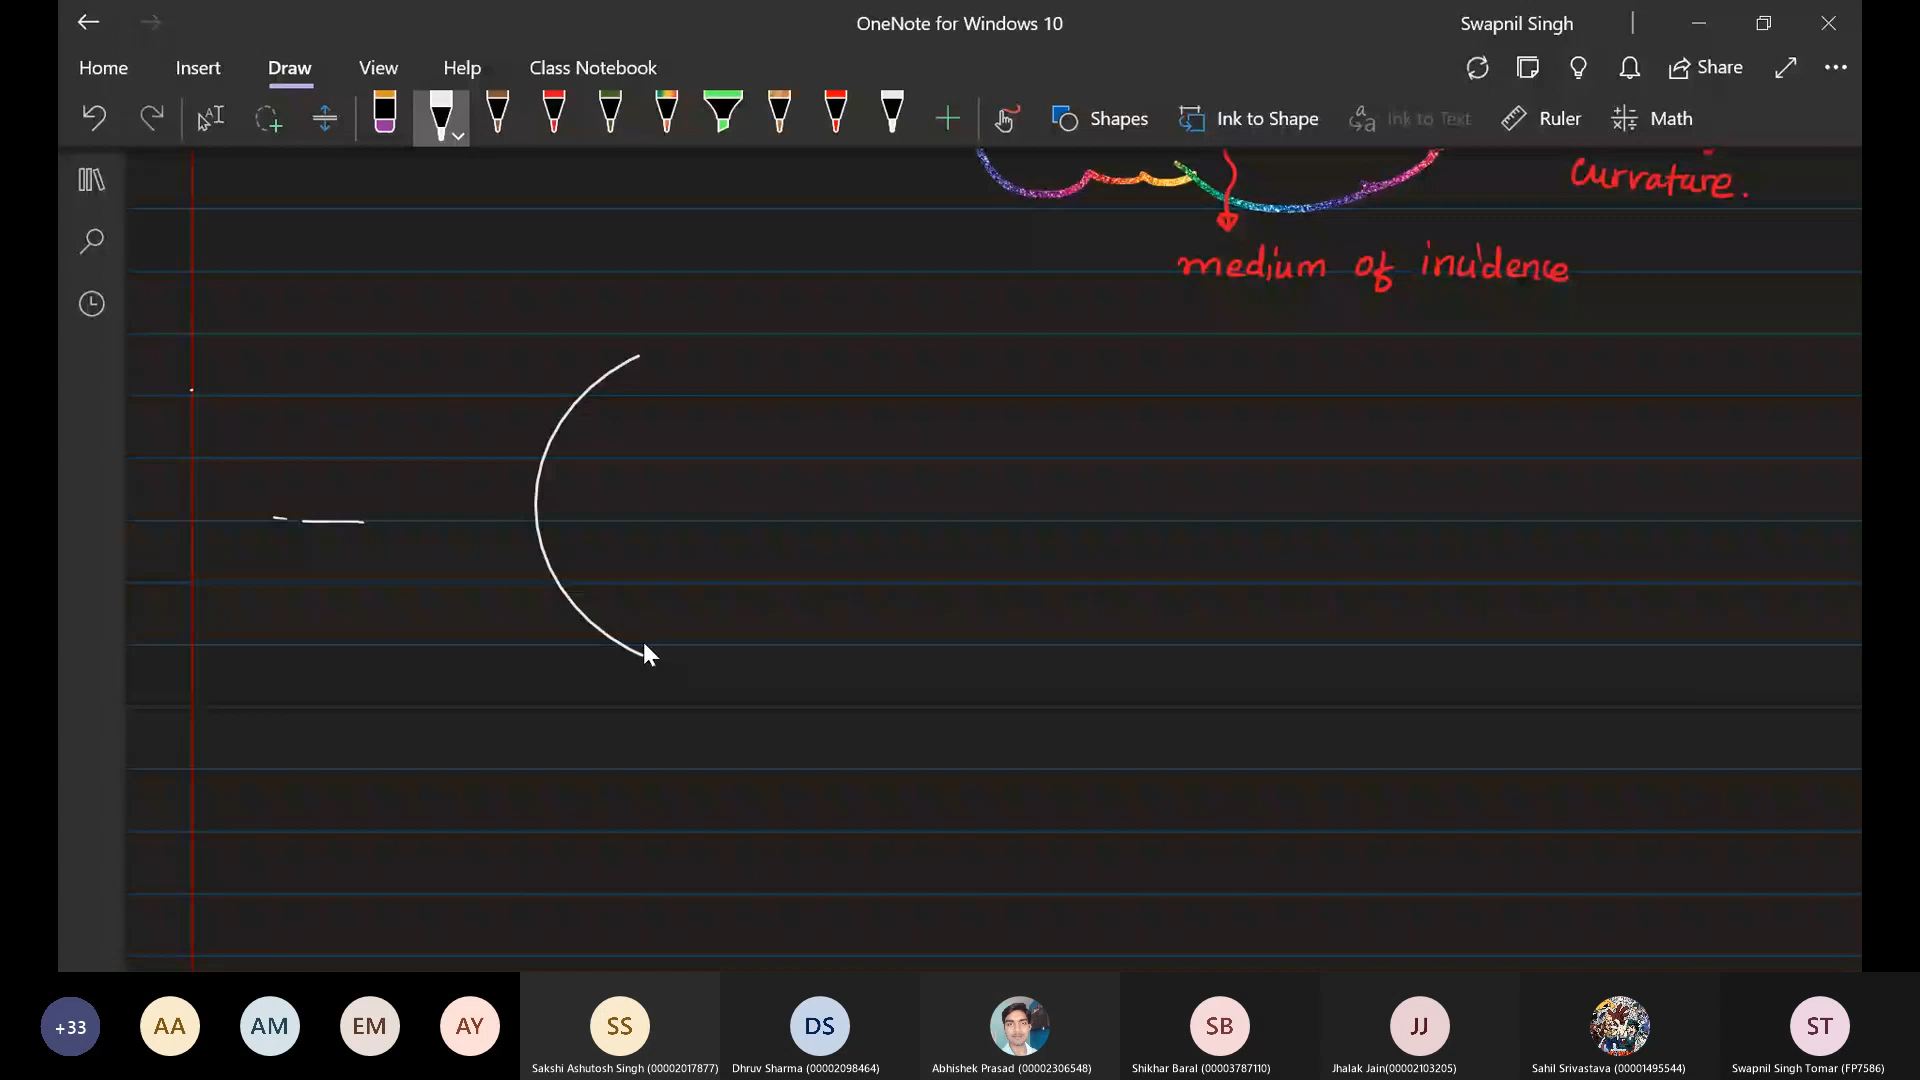 OneNote for Windows 10
Swapnil Singh
Home Insert Draw View Help Class Notebook
Share
Shapes Ink to Shape Ink to Text Ruler Math
curvature.
medium of incidence
+33 AA AM EM AY SS DS SB JJ ST
Sakshi Ashutosh Singh (00002017877) Dhruv Sharma (00002098464) Abhishek Prasad (00002306548) Shikhar Baral (00003787110) Jhalak Jain(00002103205) Sahil Srivastava (00001495544) Swapnil Singh Tomar (FP7586)